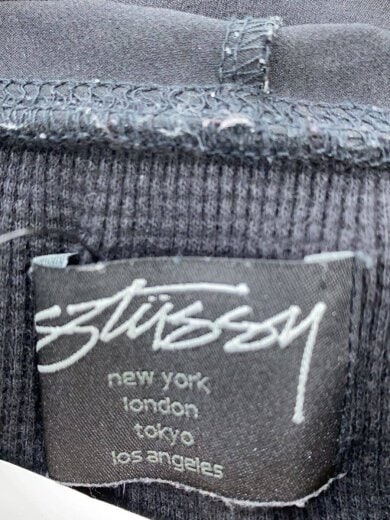 stüssy
new york
london
tokyo
los angeles